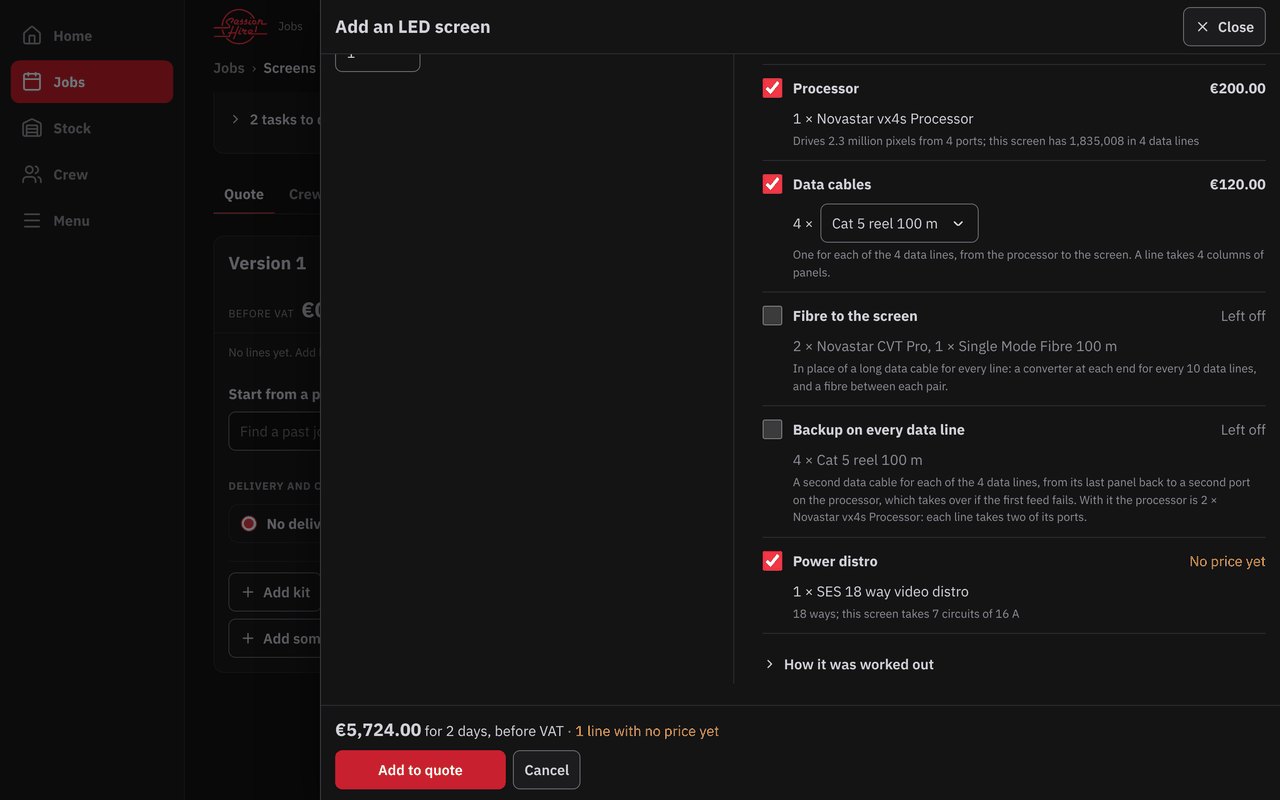 Home
Jobs
Stock
Crew
Menu
Session Hire!
Jobs
Jobs › Screens
2 tasks to
Quote
Crew
Version 1
BEFORE VAT
No lines yet. Add
Start from a p
Find a past jo
DELIVERY AND C
No deliv
Add kit
Add som
Add an LED screen
Close
1
Processor
€200.00
1 × Novastar vx4s Processor
Drives 2.3 million pixels from 4 ports; this screen has 1,835,008 in 4 data lines
Data cables
€120.00
4 × Cat 5 reel 100 m
One for each of the 4 data lines, from the processor to the screen. A line takes 4 columns of
panels.
Fibre to the screen
Left off
2 × Novastar CVT Pro, 1 × Single Mode Fibre 100 m
In place of a long data cable for every line: a converter at each end for every 10 data lines,
and a fibre between each pair.
Backup on every data line
Left off
4 × Cat 5 reel 100 m
A second data cable for each of the 4 data lines, from its last panel back to a second port
on the processor, which takes over if the first feed fails. With it the processor is 2 ×
Novastar vx4s Processor: each line takes two of its ports.
Power distro
No price yet
1 × SES 18 way video distro
18 ways; this screen takes 7 circuits of 16 A
How it was worked out
€5,724.00 for 2 days, before VAT · 1 line with no price yet
Add to quote
Cancel